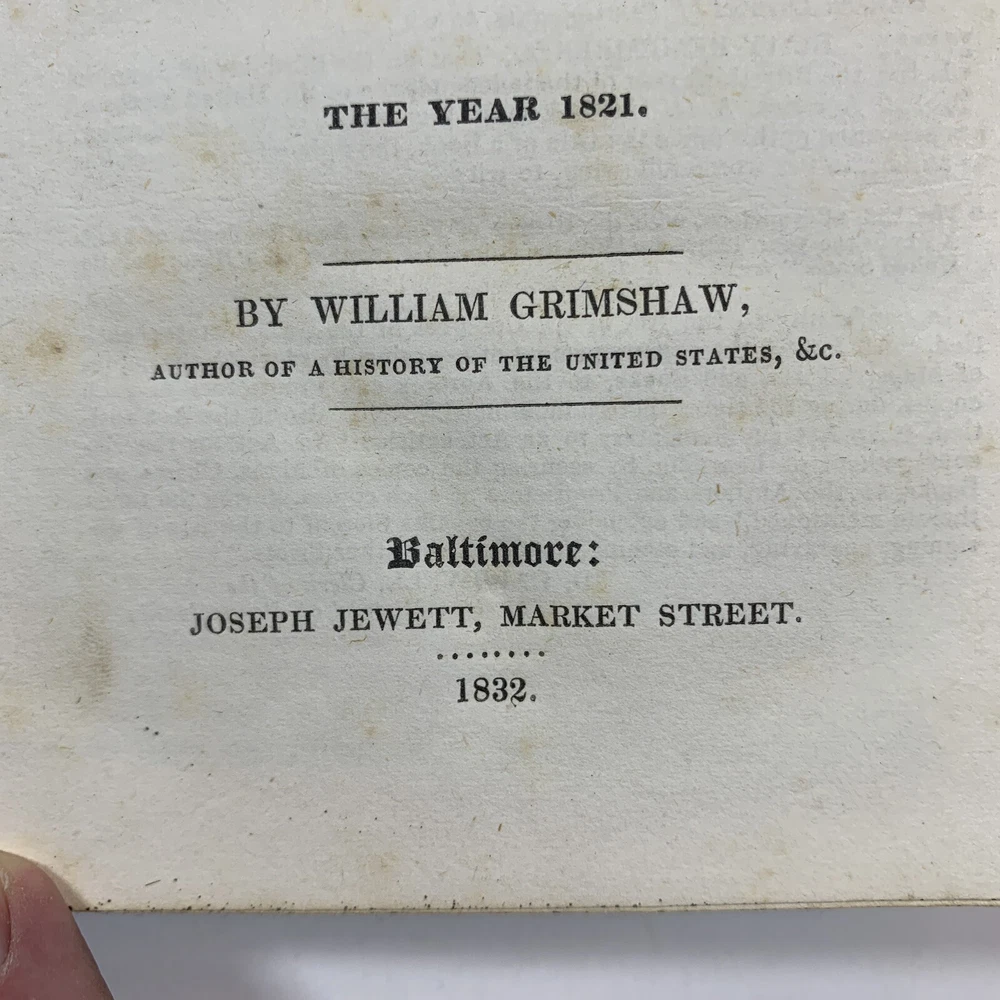 THE YEAR 1821.
BY WILLIAM GRIMSHAW,
AUTHOR OF A HISTORY OF THE UNITED STATES, &c.
Baltimore:
JOSEPH JEWETT, MARKET STREET.
........
1832.